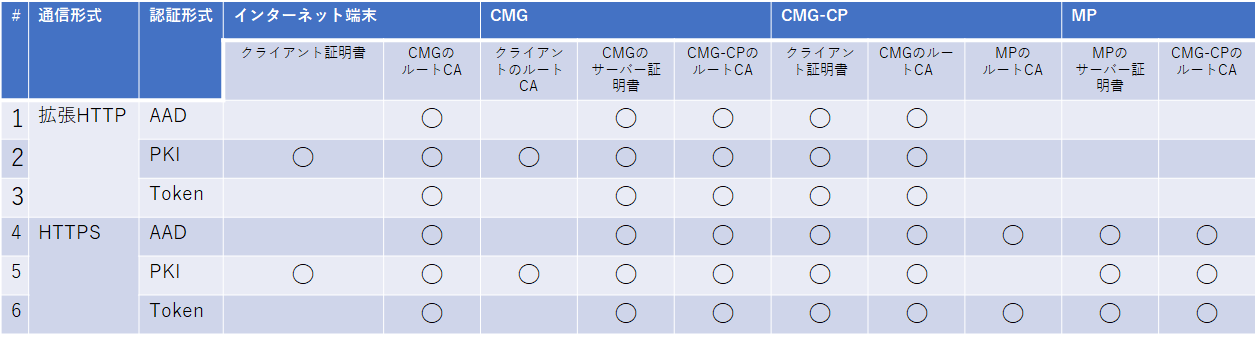 # 通信形式 認証形式 インターネット端末 CMG CMG-CP MP
クライアント証明書 CMGの クライアン CMGの CMG-CPの クライアン CMGのルー MPの MPの CMG-CPの
ルートCA トのルート サーバー証 ルートCA ト証明書 トCA ルートCA サーバー証 ルートCA
CA 明書 明書
1 拡張HTTP AAD ◯ ◯ ◯ ◯ ◯
2 PKI ◯ ◯ ◯ ◯ ◯ ◯ ◯
3 Token ◯ ◯ ◯ ◯ ◯
4 HTTPS AAD ◯ ◯ ◯ ◯ ◯ ◯ ◯ ◯
5 PKI ◯ ◯ ◯ ◯ ◯ ◯ ◯ ◯ ◯
6 Token ◯ ◯ ◯ ◯ ◯ ◯ ◯ ◯